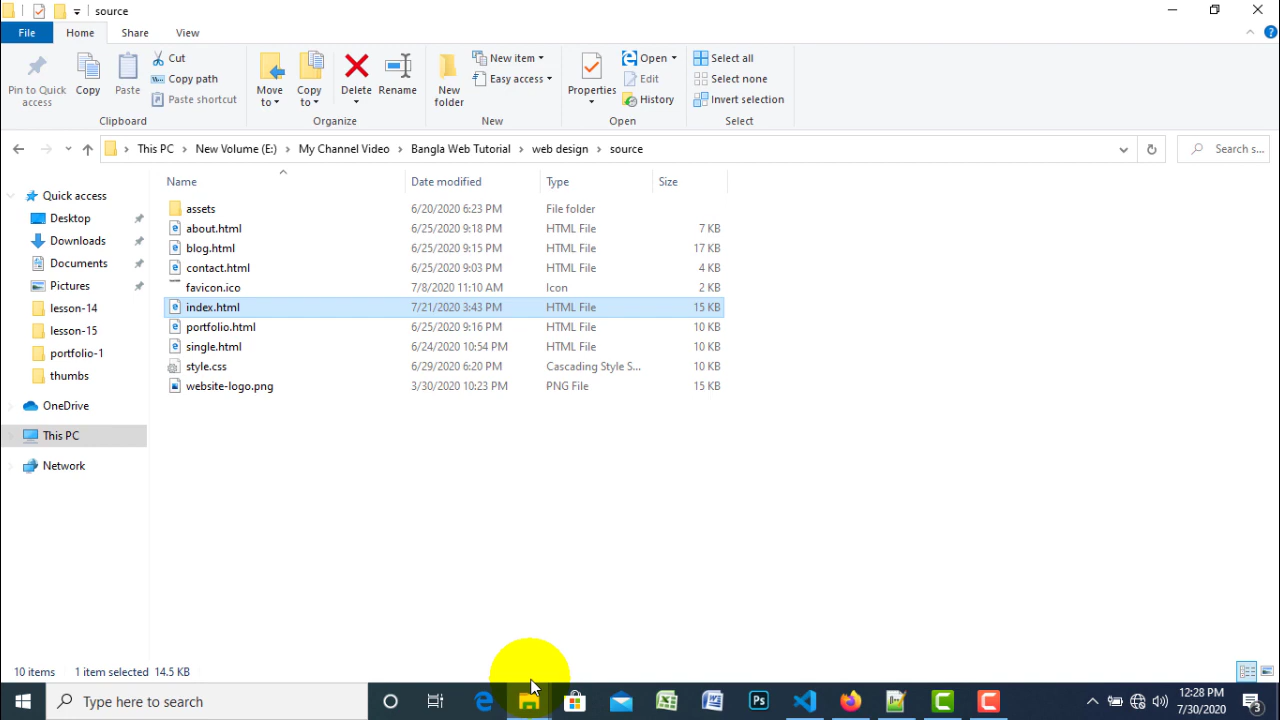 source
File Home Share View
Pin to Quick access
Copy
Paste
Cut
Copy path
Paste shortcut
Clipboard
Move to
Copy to
Delete
Rename
Organize
New folder
New item
Easy access
New
Properties
Open
Edit
History
Open
Select all
Select none
Invert selection
Select
This PC New Volume (E:) My Channel Video Bangla Web Tutorial web design source
Search s...
Name Date modified Type Size
Quick access
Desktop
Downloads
Documents
Pictures
lesson-14
lesson-15
portfolio-1
thumbs
OneDrive
This PC
Network
assets 6/20/2020 6:23 PM File folder
about.html 6/25/2020 9:18 PM HTML File 7 KB
blog.html 6/25/2020 9:15 PM HTML File 17 KB
contact.html 6/25/2020 9:03 PM HTML File 4 KB
favicon.ico 7/8/2020 11:10 AM Icon 2 KB
index.html 7/21/2020 3:43 PM HTML File 15 KB
portfolio.html 6/25/2020 9:16 PM HTML File 10 KB
single.html 6/24/2020 10:54 PM HTML File 10 KB
style.css 6/29/2020 6:20 PM Cascading Style S... 10 KB
website-logo.png 3/30/2020 10:23 PM PNG File 15 KB
10 items 1 item selected 14.5 KB
Type here to search
Ps
12:28 PM
7/30/2020
3